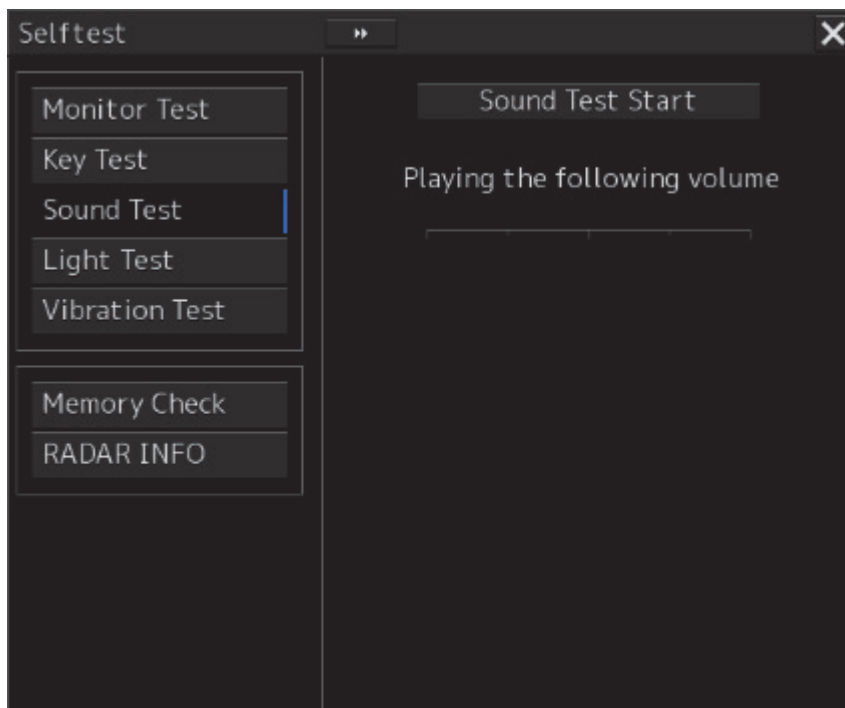 Selftest
Monitor Test
Key Test
Sound Test
Light Test
Vibration Test
Memory Check
RADAR INFO
Sound Test Start
Playing the following volume